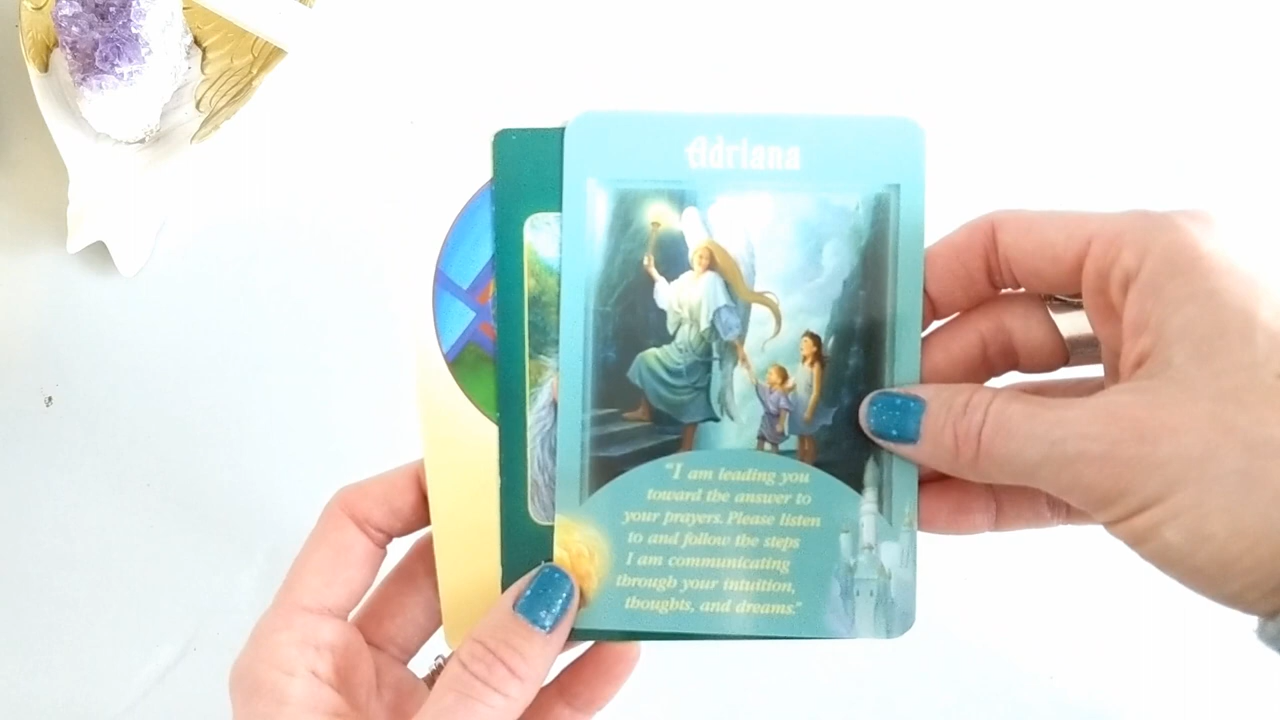 Adriana
"I am leading you
toward the answer to
your prayers. Please listen
to and follow the steps
I am communicating
through your intuition,
thoughts, and dreams."